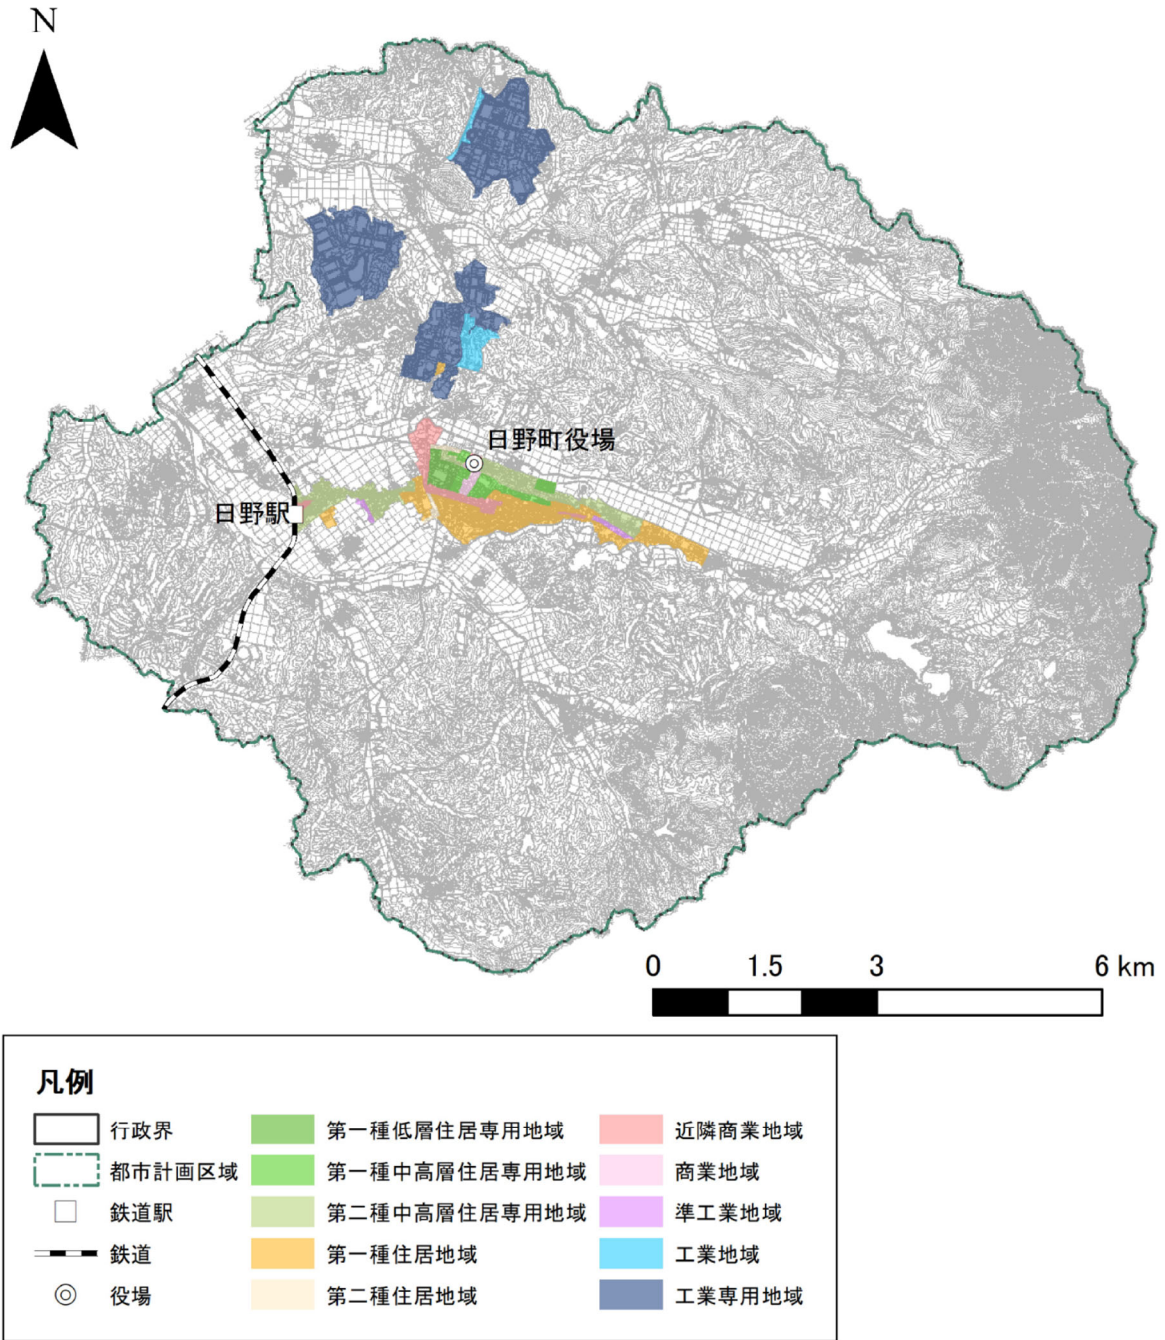 N
日野町役場
日野駅
0 1.5 3 6 km
凡例
行政界
都市計画区域
鉄道駅
鉄道
役場
第一種低層住居専用地域
第一種中高層住居専用地域
第二種中高層住居専用地域
第一種住居地域
第二種住居地域
近隣商業地域
商業地域
準工業地域
工業地域
工業専用地域